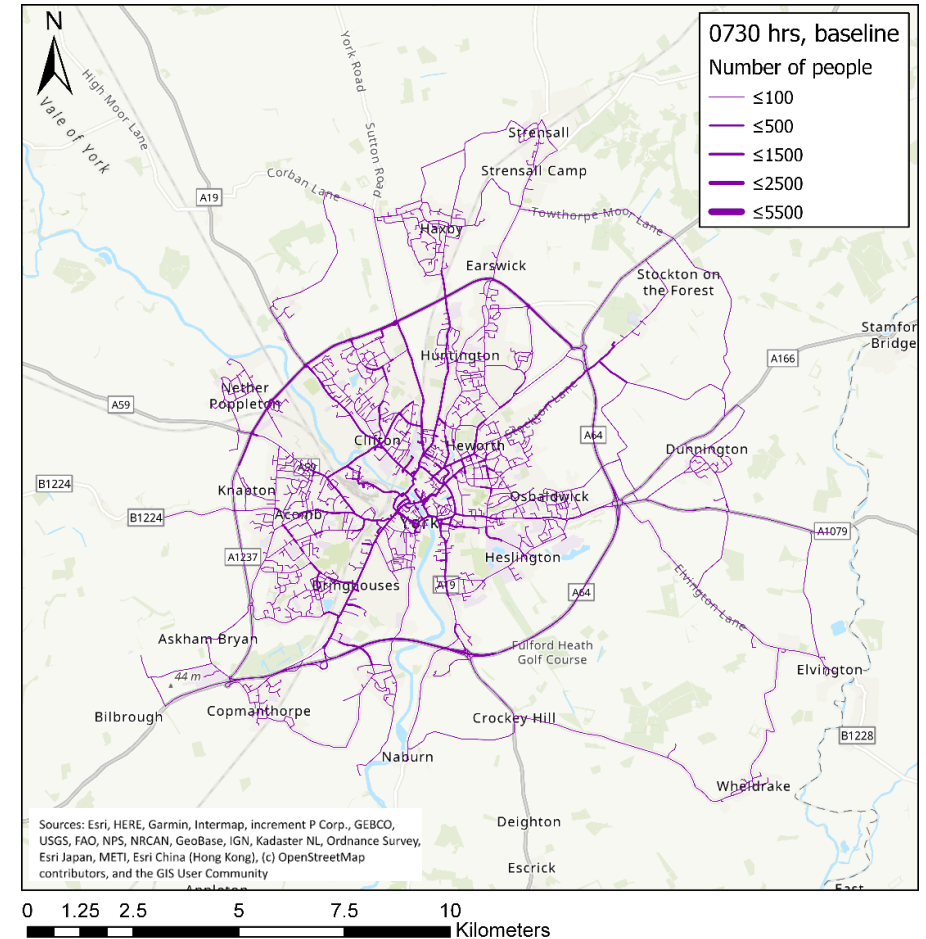 N
0730 hrs, baseline
Number of people
≤100
≤500
≤1500
≤2500
≤5500
York Road
High Moor Lane
Vale of York
Sutton Road
Strensall
Strensall Camp
Corban Lane
A19
Towthorpe Moor Lane
Haxby
Earswick
Stockton on
the Forest
Stamford
Bridge
Huntington
A166
Nether
Poppleton
A59
Clifton
Heworth
A64
Dunnington
A59
B1224
Knapton
Osbaldwick
B1224
Acomb
York
A1079
A1237
Heslington
Dringhouses
A19
A64
Elvington Lane
Askham Bryan
Fulford Heath
Golf Course
44 m
Elvington
Bilbrough
Copmanthorpe
Crockey Hill
B1228
Naburn
Wheldrake
Deighton
Escrick
Sources: Esri, HERE, Garmin, Intermap, increment P Corp., GEBCO,
USGS, FAO, NPS, NRCAN, GeoBase, IGN, Kadaster NL, Ordnance Survey,
Esri Japan, METI, Esri China (Hong Kong), (c) OpenStreetMap
contributors, and the GIS User Community
East
0 1.25 2.5 5 7.5 10
Kilometers